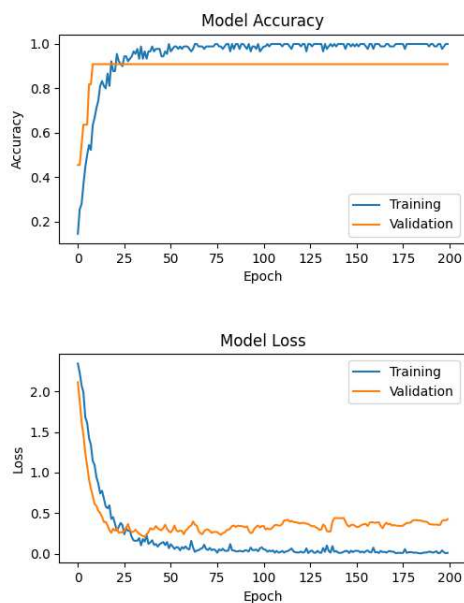 Model Accuracy
1.0
0.8
0.6
0.4
0.2
Accuracy
Training
Validation
0 25 50 75 100 125 150 175 200
Epoch
Model Loss
2.0
1.5
1.0
0.5
0.0
Loss
Training
Validation
0 25 50 75 100 125 150 175 200
Epoch